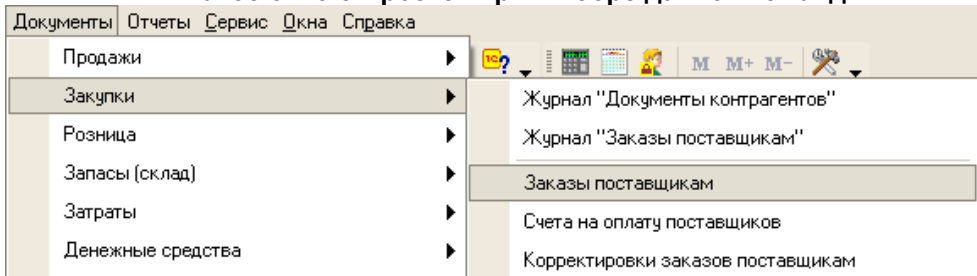 Документы Отчеты Сервис Окна Справка
Продажи
M M+ M-
Закупки
Журнал "Документы контрагентов"
Розница
Журнал "Заказы поставщикам"
Запасы (склад)
Заказы поставщикам
Затраты
Счета на оплату поставщиков
Денежные средства
Корректировки заказов поставщикам